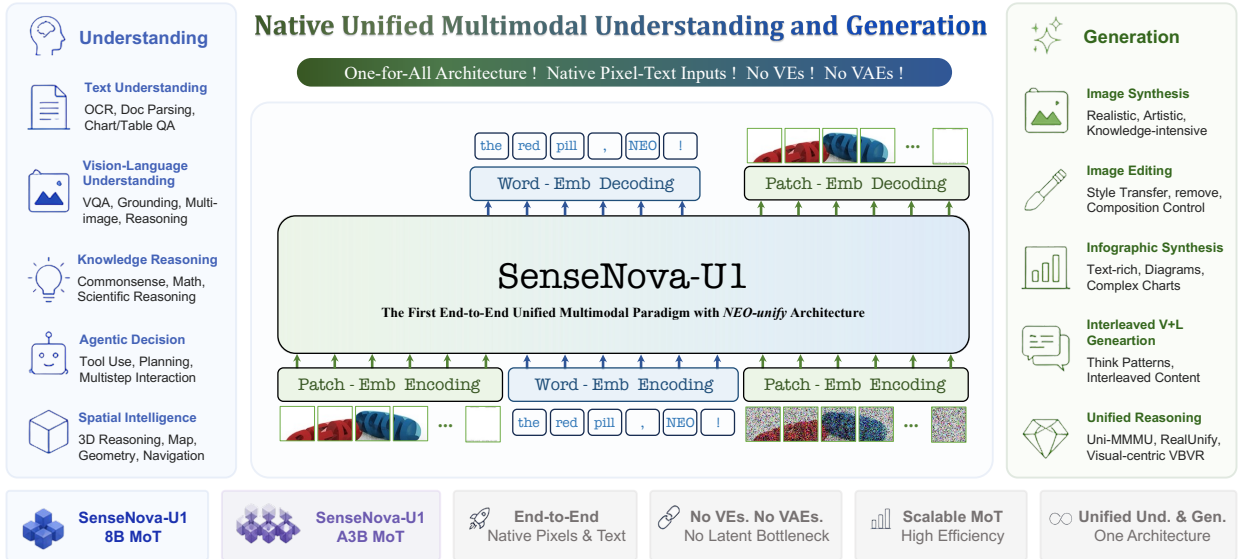 Understanding
Text Understanding
OCR, Doc Parsing,
Chart/Table QA
Vision-Language
Understanding
VQA, Grounding, Multi-
image, Reasoning
Knowledge Reasoning
Commonsense, Math,
Scientific Reasoning
Agentic Decision
Tool Use, Planning,
Multistep Interaction
Spatial Intelligence
3D Reasoning, Map,
Geometry, Navigation
Native Unified Multimodal Understanding and Generation
One-for-All Architecture ! Native Pixel-Text Inputs ! No VEs ! No VAEs !
the red pill , NEO !
...
Word - Emb Decoding
Patch - Emb Decoding
SenseNova-U1
The First End-to-End Unified Multimodal Paradigm with NEO-unify Architecture
Patch - Emb Encoding
Word - Emb Encoding
Patch - Emb Encoding
...
the red pill , NEO !
...
Generation
Image Synthesis
Realistic, Artistic,
Knowledge-intensive
Image Editing
Style Transfer, remove,
Composition Control
Infographic Synthesis
Text-rich, Diagrams,
Complex Charts
Interleaved V+L
Geneartion
Think Patterns,
Interleaved Content
Unified Reasoning
Uni-MMMU, RealUnify,
Visual-centric VBVR
SenseNova-U1
8B MoT
SenseNova-U1
A3B MoT
End-to-End
Native Pixels & Text
No VEs. No VAEs.
No Latent Bottleneck
Scalable MoT
High Efficiency
Unified Und. & Gen.
One Architecture